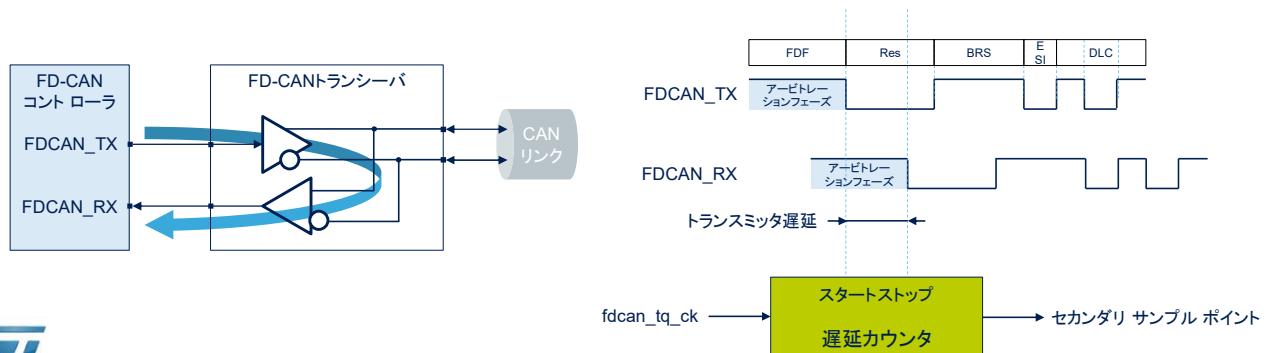 FD-CAN
コント ローラ
FDCAN_TX
FDCAN_RX
FD-CANトランシーバ
CAN
リンク
FDF
Res
BRS
E
SI
DLC
FDCAN_TX
アービトレー
ションフェーズ
FDCAN_RX
アービトレー
ションフェーズ
トランスミッタ遅延
fdcan_tq_ck
スタートストップ
遅延カウンタ
セカンダリ サンプル ポイント